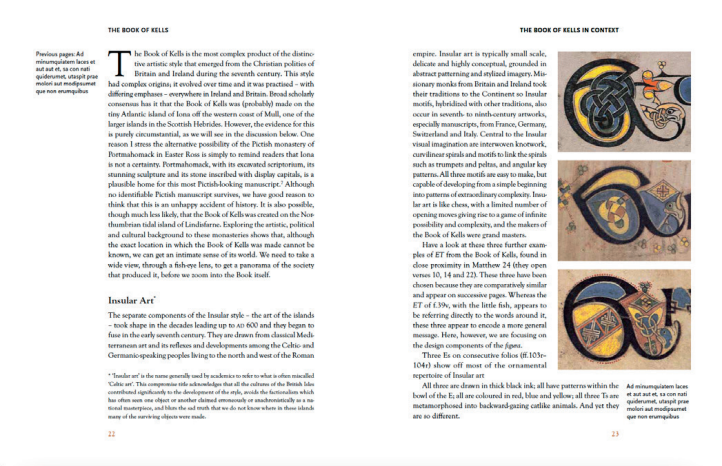 THE BOOK OF KELLS
Previous pages: Ad
minumquiatem laces et
aut aut et, sa con nati
quiderumet, utaspit prae
molori aut modipsumet
que non erumquibus
The Book of Kells is the most complex product of the distinc-
tive artistic style that emerged from the Christian polities of
Britain and Ireland during the seventh century. This style
had complex origins; it evolved over time and it was practised – with
differing emphases – everywhere in Ireland and Britain. Broad scholarly
consensus has it that the Book of Kells was (probably) made on the
tiny Atlantic island of Iona off the western coast of Mull, one of the
larger islands in the Scottish Hebrides. However, the evidence for this
is purely circumstantial, as we will see in the discussion below. One
reason I stress the alternative possibility of the Pictish monastery of
Portmahomack in Easter Ross is simply to remind readers that Iona
is not a certainty. Portmahomack, with its excavated scriptorium, its
stunning sculpture and its stone inscribed with display capitals, is a
plausible home for this most Pictish-looking manuscript.² Although
no identifiable Pictish manuscript survives, we have good reason to
think that this is an unhappy accident of history. It is also possible,
though much less likely, that the Book of Kells was created on the Nor-
thumbrian tidal island of Lindisfarne. Exploring the artistic, political
and cultural background to these monasteries shows that, although
the exact location in which the Book of Kells was made cannot be
known, we can get an intimate sense of its world. We need to take a
wide view, through a fish-eye lens, to get a panorama of the society
that produced it, before we zoom into the Book itself.
Insular Art*
The separate components of the Insular style – the art of the islands
– took shape in the decades leading up to AD 600 and they began to
fuse in the early seventh century. They are drawn from classical Medi-
terranean art and its reflexes and developments among the Celtic- and
Germanic-speaking peoples living to the north and west of the Roman
* 'Insular art' is the name generally used by academics to refer to what is often miscalled
'Celtic art'. This compromise title acknowledges that all the cultures of the British Isles
contributed significantly to the development of the style, avoids the factionalism which
has often seen one object or another claimed erroneously or anachronistically as a na-
tional masterpiece, and blurs the sad truth that we do not know where in these islands
many of the surviving objects were made.
22
THE BOOK OF KELLS IN CONTEXT
empire. Insular art is typically small scale,
delicate and highly conceptual, grounded in
abstract patterning and stylized imagery. Mis-
sionary monks from Britain and Ireland took
their traditions to the Continent so Insular
motifs, hybridized with other traditions, also
occur in seventh- to ninth-century artworks,
especially manuscripts, from France, Germany,
Switzerland and Italy. Central to the Insular
visual imagination are interwoven knotwork,
curvilinear spirals and motifs to link the spirals
such as trumpets and peltas, and angular key
patterns. All three motifs are easy to make, but
capable of developing from a simple beginning
into patterns of extraordinary complexity. Insu-
lar art is like chess, with a limited number of
opening moves giving rise to a game of infinite
possibility and complexity, and the makers of
the Book of Kells were grand masters.
Have a look at these three further exam-
ples of ET from the Book of Kells, found in
close proximity in Matthew 24 (they open
verses 10, 14 and 22). These three have been
chosen because they are comparatively similar
and appear on successive pages. Whereas the
ET of f.39v, with the little fish, appears to
be referring directly to the words around it,
these three appear to encode a more general
message. Here, however, we are focusing on
the design components of the figura.
Three Es on consecutive folios (ff.103r–
104r) show off most of the ornamental
repertoire of Insular art
All three are drawn in thick black ink; all have patterns within the
bowl of the E; all are coloured in red, blue and yellow; all three Ts are
metamorphosed into backward-gazing catlike animals. And yet they
are so different.
Ad minumquiatem laces
et aut aut et, sa con nati
quiderumet, utaspit prae
molori aut modipsumet
que non erumquibus
23